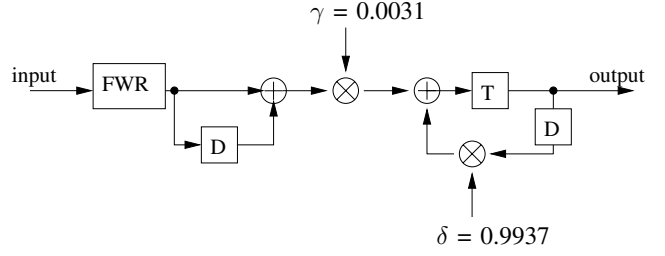 γ = 0.0031
input
FWR
T
output
D
D
δ = 0.9937